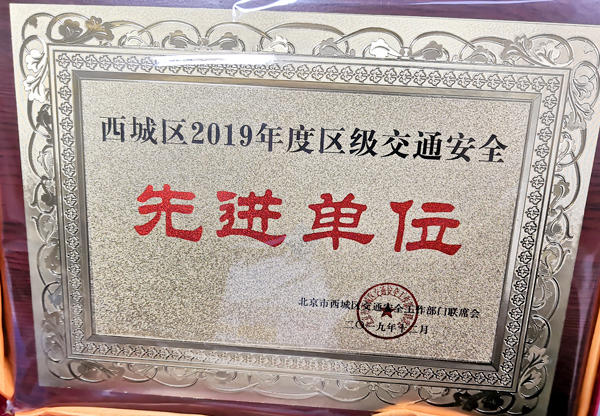 西城区2019年度区级交通安全
先进单位
北京市西城区交通安全工作部门联席会
二〇一九年十二月